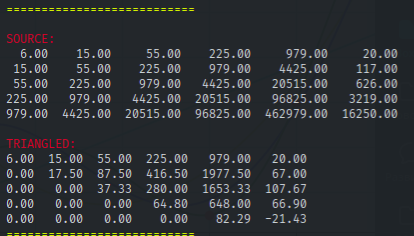 ===========================
SOURCE:
6.00 15.00 55.00 225.00 979.00 20.00
15.00 55.00 225.00 979.00 4425.00 117.00
55.00 225.00 979.00 4425.00 20515.00 626.00
225.00 979.00 4425.00 20515.00 96825.00 3219.00
979.00 4425.00 20515.00 96825.00 462979.00 16250.00
TRIANGLED:
6.00 15.00 55.00 225.00 979.00 20.00
0.00 17.50 87.50 416.50 1977.50 67.00
0.00 0.00 37.33 280.00 1653.33 107.67
0.00 0.00 0.00 64.80 648.00 66.90
0.00 0.00 0.00 0.00 82.29 -21.43
===========================